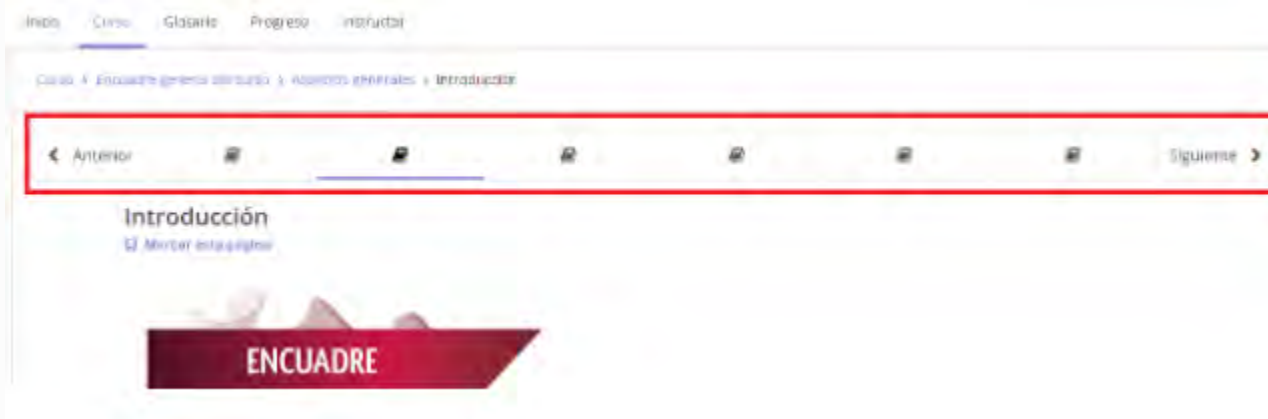 Inicio Curso Glosario Progreso Instructor
Curso > Encuadre general del curso > Aspectos generales > Introducción
Anterior Siguiente
Introducción
Marcar esta página
ENCUADRE